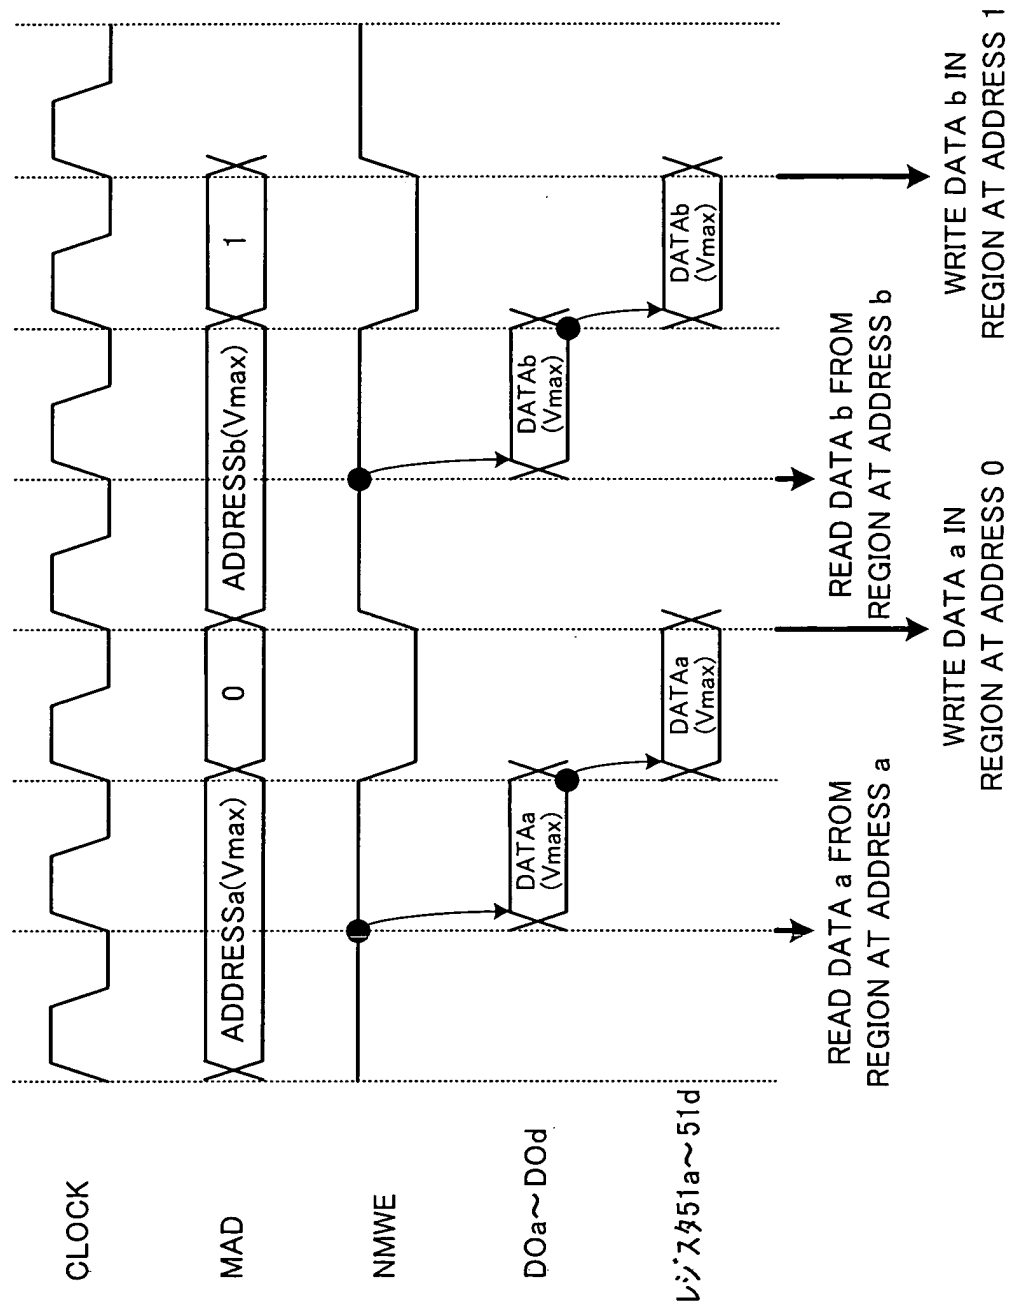 CLOCK
MAD
ADDRESSa(Vmax)
0
ADDRESSb(Vmax)
1
NMWE
DOa～DOd
DATAa
(Vmax)
DATAb
(Vmax)
レジスタ51a～51d
DATAa
(Vmax)
DATAb
(Vmax)
READ DATA a FROM
REGION AT ADDRESS a
READ DATA b FROM
REGION AT ADDRESS b
WRITE DATA a IN
REGION AT ADDRESS 0
WRITE DATA b IN
REGION AT ADDRESS 1